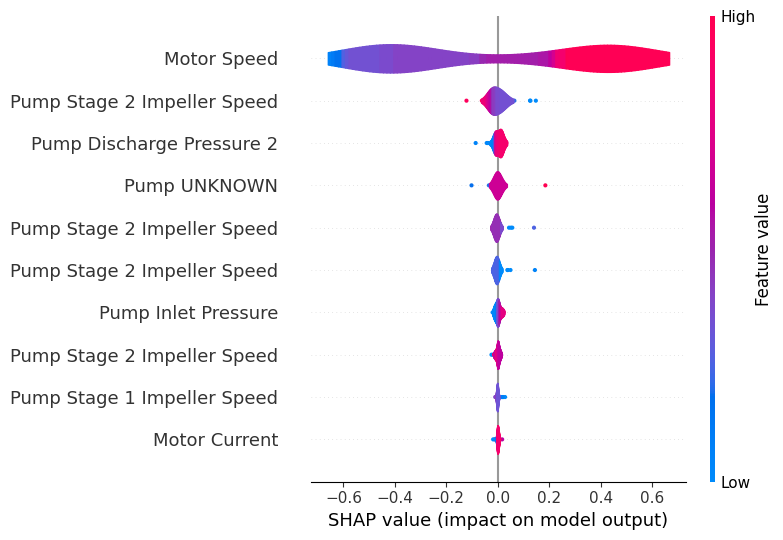 High
Motor Speed
Pump Stage 2 Impeller Speed
Pump Discharge Pressure 2
Pump UNKNOWN
Pump Stage 2 Impeller Speed
Pump Stage 2 Impeller Speed
Pump Inlet Pressure
Pump Stage 2 Impeller Speed
Pump Stage 1 Impeller Speed
Motor Current
Feature value
Low
−0.6 −0.4 −0.2 0.0 0.2 0.4 0.6
SHAP value (impact on model output)